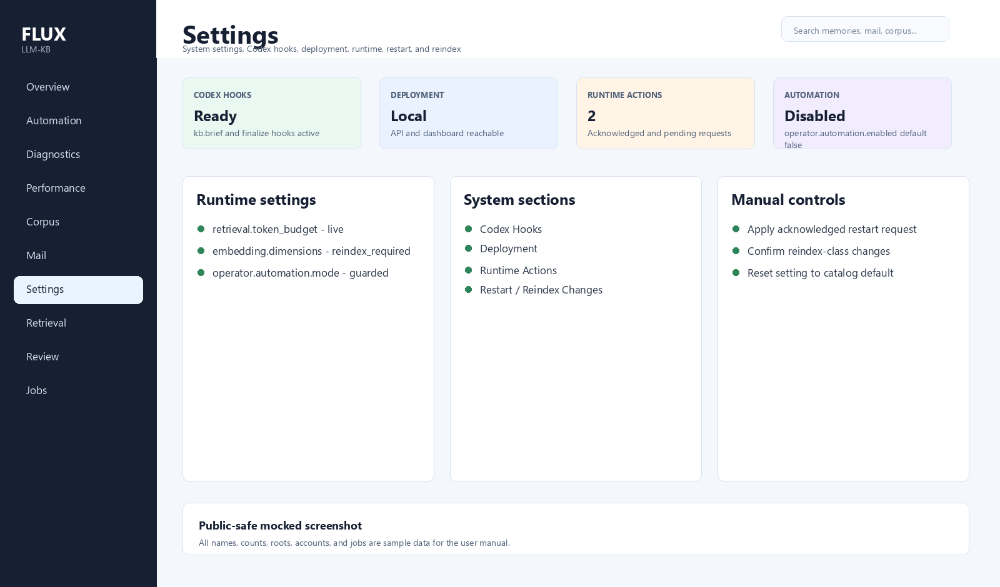 FLUX
LLM-KB
Overview
Automation
Diagnostics
Performance
Corpus
Mail
Settings
Retrieval
Review
Jobs
Settings
System settings, Codex hooks, deployment, runtime, restart, and reindex
Search memories, mail, corpus...
CODEX HOOKS
Ready
kb.brief and finalize hooks active
DEPLOYMENT
Local
API and dashboard reachable
RUNTIME ACTIONS
2
Acknowledged and pending requests
AUTOMATION
Disabled
operator.automation.enabled default
false
Runtime settings
retrieval.token_budget - live
embedding.dimensions - reindex_required
operator.automation.mode - guarded
System sections
Codex Hooks
Deployment
Runtime Actions
Restart / Reindex Changes
Manual controls
Apply acknowledged restart request
Confirm reindex-class changes
Reset setting to catalog default
Public-safe mocked screenshot
All names, counts, roots, accounts, and jobs are sample data for the user manual.